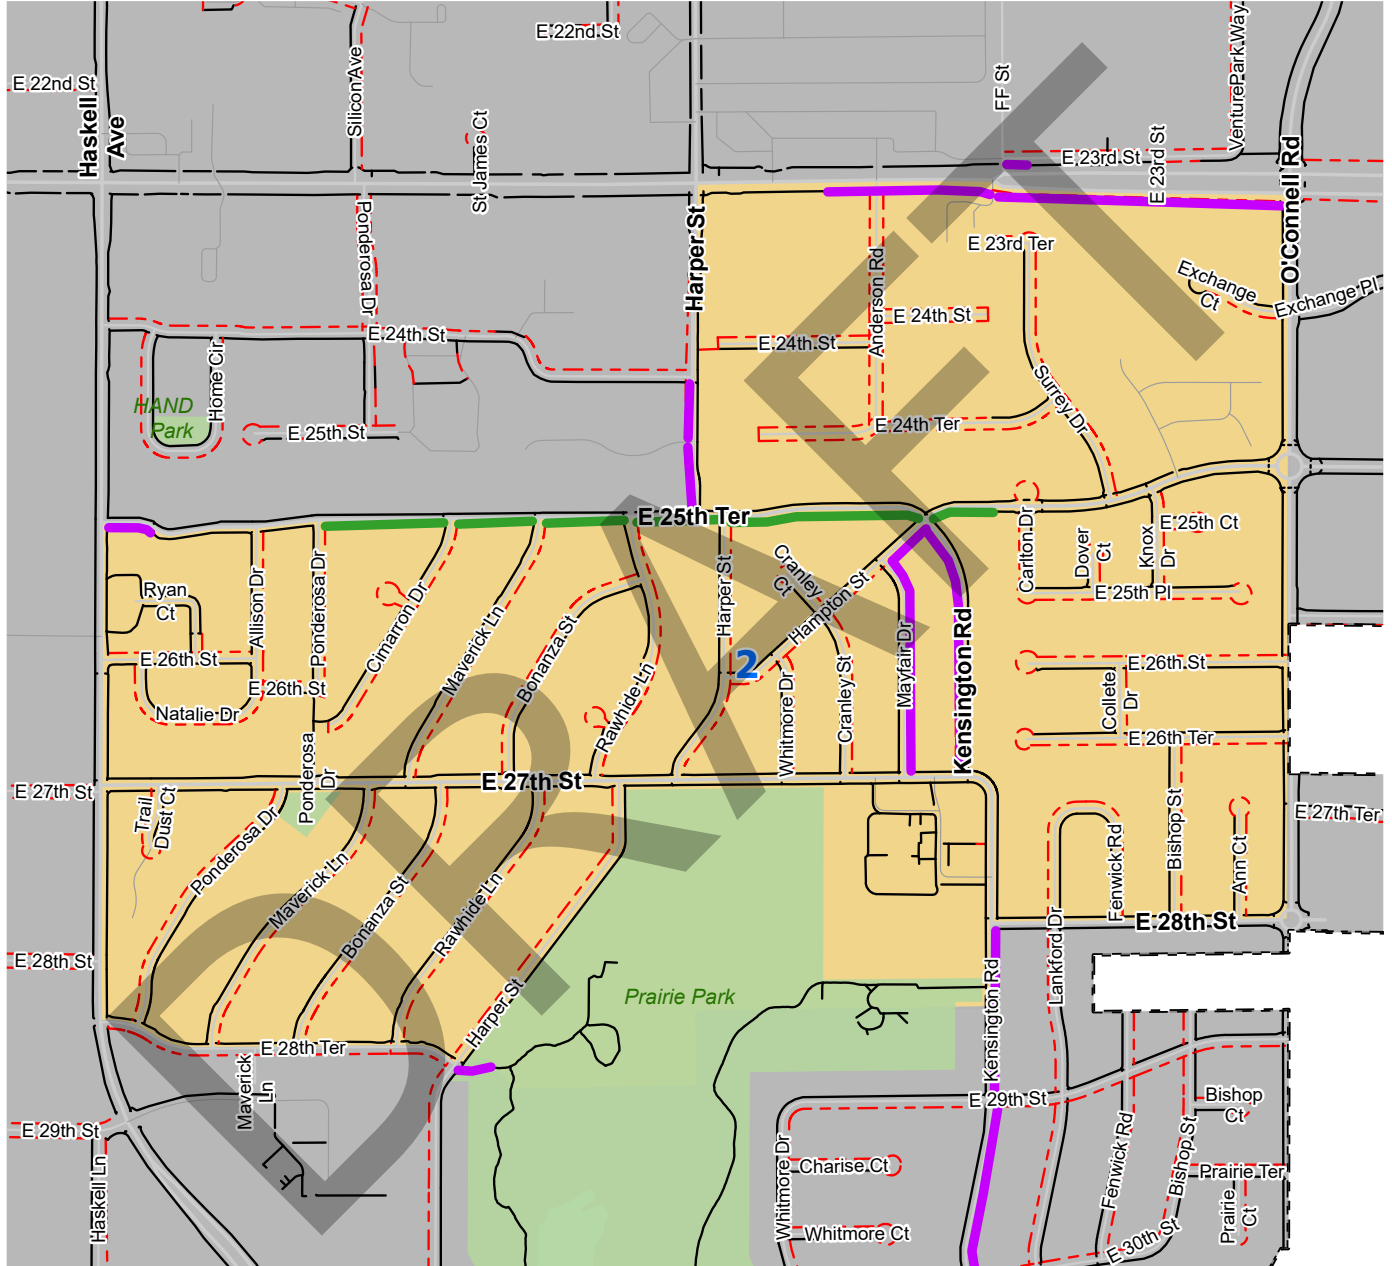 E 22nd St
E 22nd St
Silicon Ave
Haskell
Ave
St James Ct
FF St
VenturePark Way
E 23rd St
E 23rd St
O'Connell Rd
Harper St
Ponderosa Dr
Anderson Rd
E 23rd Ter
Exchange
Ct
Exchange Pl
E 24th St
E 24th St
E 24th St
Home Cir
HAND
Park
E 25th St
E 24th Ter
Surrey Dr
E 25th Ter
Carlton Dr
Dover
Ct
Knox
Dr
E 25th Ct
E 25th Pl
Ryan
Ct
Allison Dr
Ponderosa Dr
Cimarron Dr
Maverick Ln
Bonanza St
Rawhide Ln
Harper St
Cranley
Ct
Hampton St
2
Whitmore Dr
Cranley St
Mayfair Dr
Kensington Rd
E 26th St
E 26th St
Natalie Dr
E 26th St
Collete
Dr
E 26th Ter
Ponderosa
Dr
E 27th St
E 27th St
E 27th Ter
Trail
Dust Ct
Ponderosa Dr
Maverick Ln
Bonanza St
Rawhide Ln
Harper St
Fenwick Rd
Bishop St
Ann Ct
Lankford Dr
E 28th St
E 28th St
Prairie Park
Kensington Rd
E 28th Ter
Maverick
Ln
E 29th St
E 29th St
Haskell Ln
Whitmore Dr
Charise Ct
Whitmore Ct
Fenwick Rd
Bishop St
Bishop
Ct
Prairie Ter
Prairie
Ct
E 30th St
DRAFT